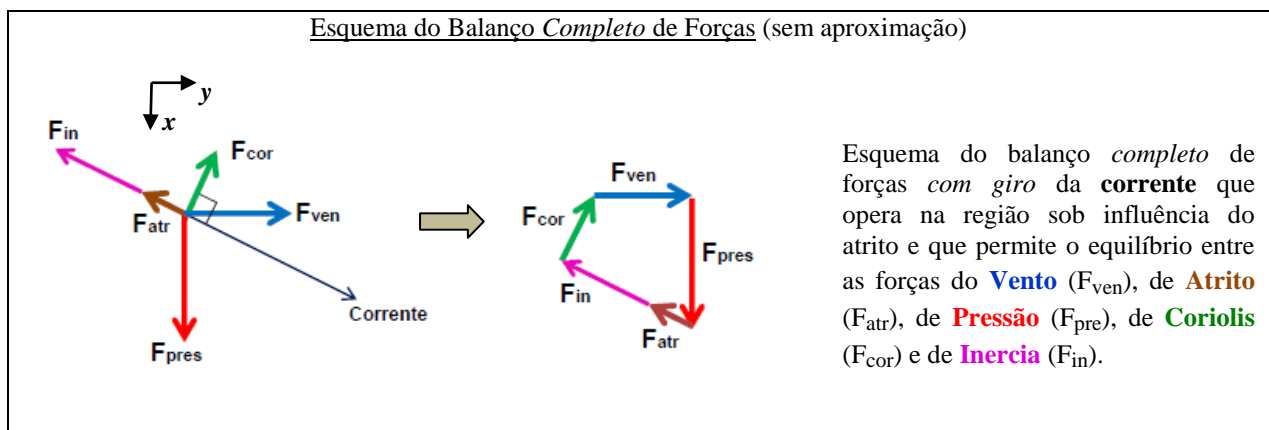 Esquema do Balanço Completo de Forças (sem aproximação)
y
x
Fin
Fcor
Fven
Fatr
Corrente
Fpres
Fven
Fcor
Fpres
Fin
Fatr
Esquema do balanço completo de
forças com giro da corrente que
opera na região sob influência do
atrito e que permite o equilíbrio entre
as forças do Vento (Fven), de Atrito
(Fatr), de Pressão (Fpre), de Coriolis
(Fcor) e de Inercia (Fin).